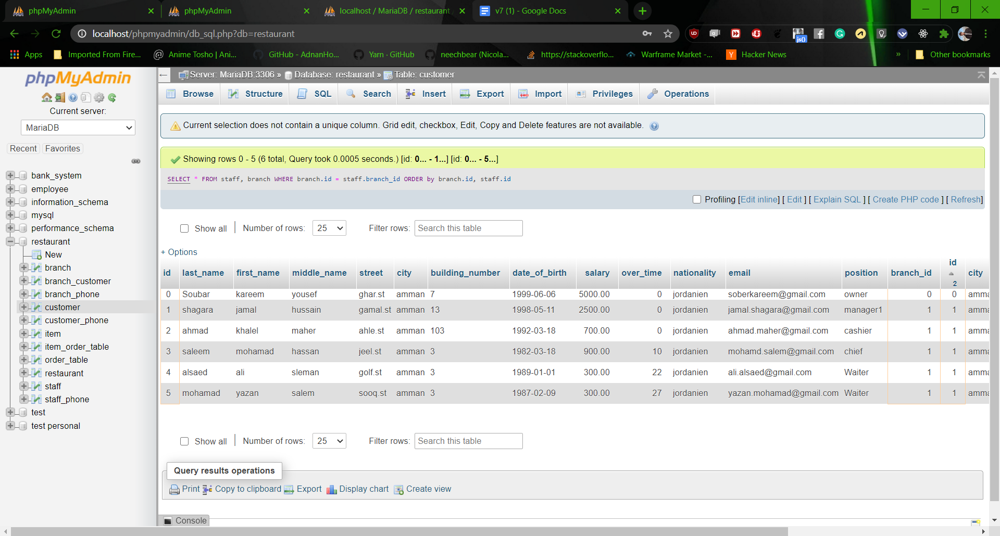 phpMyAdmin
phpMyAdmin
localhost / MariaDB / restaurant
v7 (1) - Google Docs
localhost/phpmyadmin/db_sql.php?db=restaurant
Apps
Imported From Fire...
Anime Tosho | Ani...
GitHub - AdnanHo...
Yarn · GitHub
neechbear (Nicola...
https://stackoverflo...
Warframe Market -...
Hacker News
»
Other bookmarks
phpMyAdmin
Current server:
MariaDB
Recent Favorites
bank_system
employee
information_schema
mysql
performance_schema
restaurant
New
branch
branch_customer
branch_phone
customer
customer_phone
item
item_order_table
order_table
restaurant
staff
staff_phone
test
test personal
Server: MariaDB:3306 » Database: restaurant » Table: customer
Browse Structure SQL Search Insert Export Import Privileges Operations
Current selection does not contain a unique column. Grid edit, checkbox, Edit, Copy and Delete features are not available.
Showing rows 0 - 5 (6 total, Query took 0.0005 seconds.) [id: 0... - 1...] [id: 0... - 5...]
SELECT * FROM staff, branch WHERE branch.id = staff.branch_id ORDER by branch.id, staff.id
Profiling [Edit inline] [ Edit ] [ Explain SQL ] [ Create PHP code ] [ Refresh]
Show all Number of rows: 25 Filter rows: Search this table
+ Options
id last_name first_name middle_name street city building_number date_of_birth salary over_time nationality email position branch_id id 2 city
0 Soubar kareem yousef ghar.st amman 7 1999-06-06 5000.00 0 jordanien soberkareem@gmail.com owner 0 0 amma
1 shagara jamal hussain gamal.st amman 13 1998-05-11 2500.00 0 jordanien jamal.shagara@gmail.com manager1 1 1 amma
2 ahmad khalel maher ahle.st amman 103 1992-03-18 700.00 0 jordanien ahmad.maher@gmail.com cashier 1 1 amma
3 saleem mohamad hassan jeel.st amman 3 1982-03-18 900.00 10 jordanien mohamd.salem@gmail.com chief 1 1 amma
4 alsaed ali sleman golf.st amman 3 1989-01-01 300.00 22 jordanien ali.alsaed@gmail.com Waiter 1 1 amma
5 mohamad yazan salem sooq.st amman 3 1987-02-09 300.00 27 jordanien yazan.mohamad@gmail.com Waiter 1 1 amma
Show all Number of rows: 25 Filter rows: Search this table
Query results operations
Print Copy to clipboard Export Display chart Create view
Console